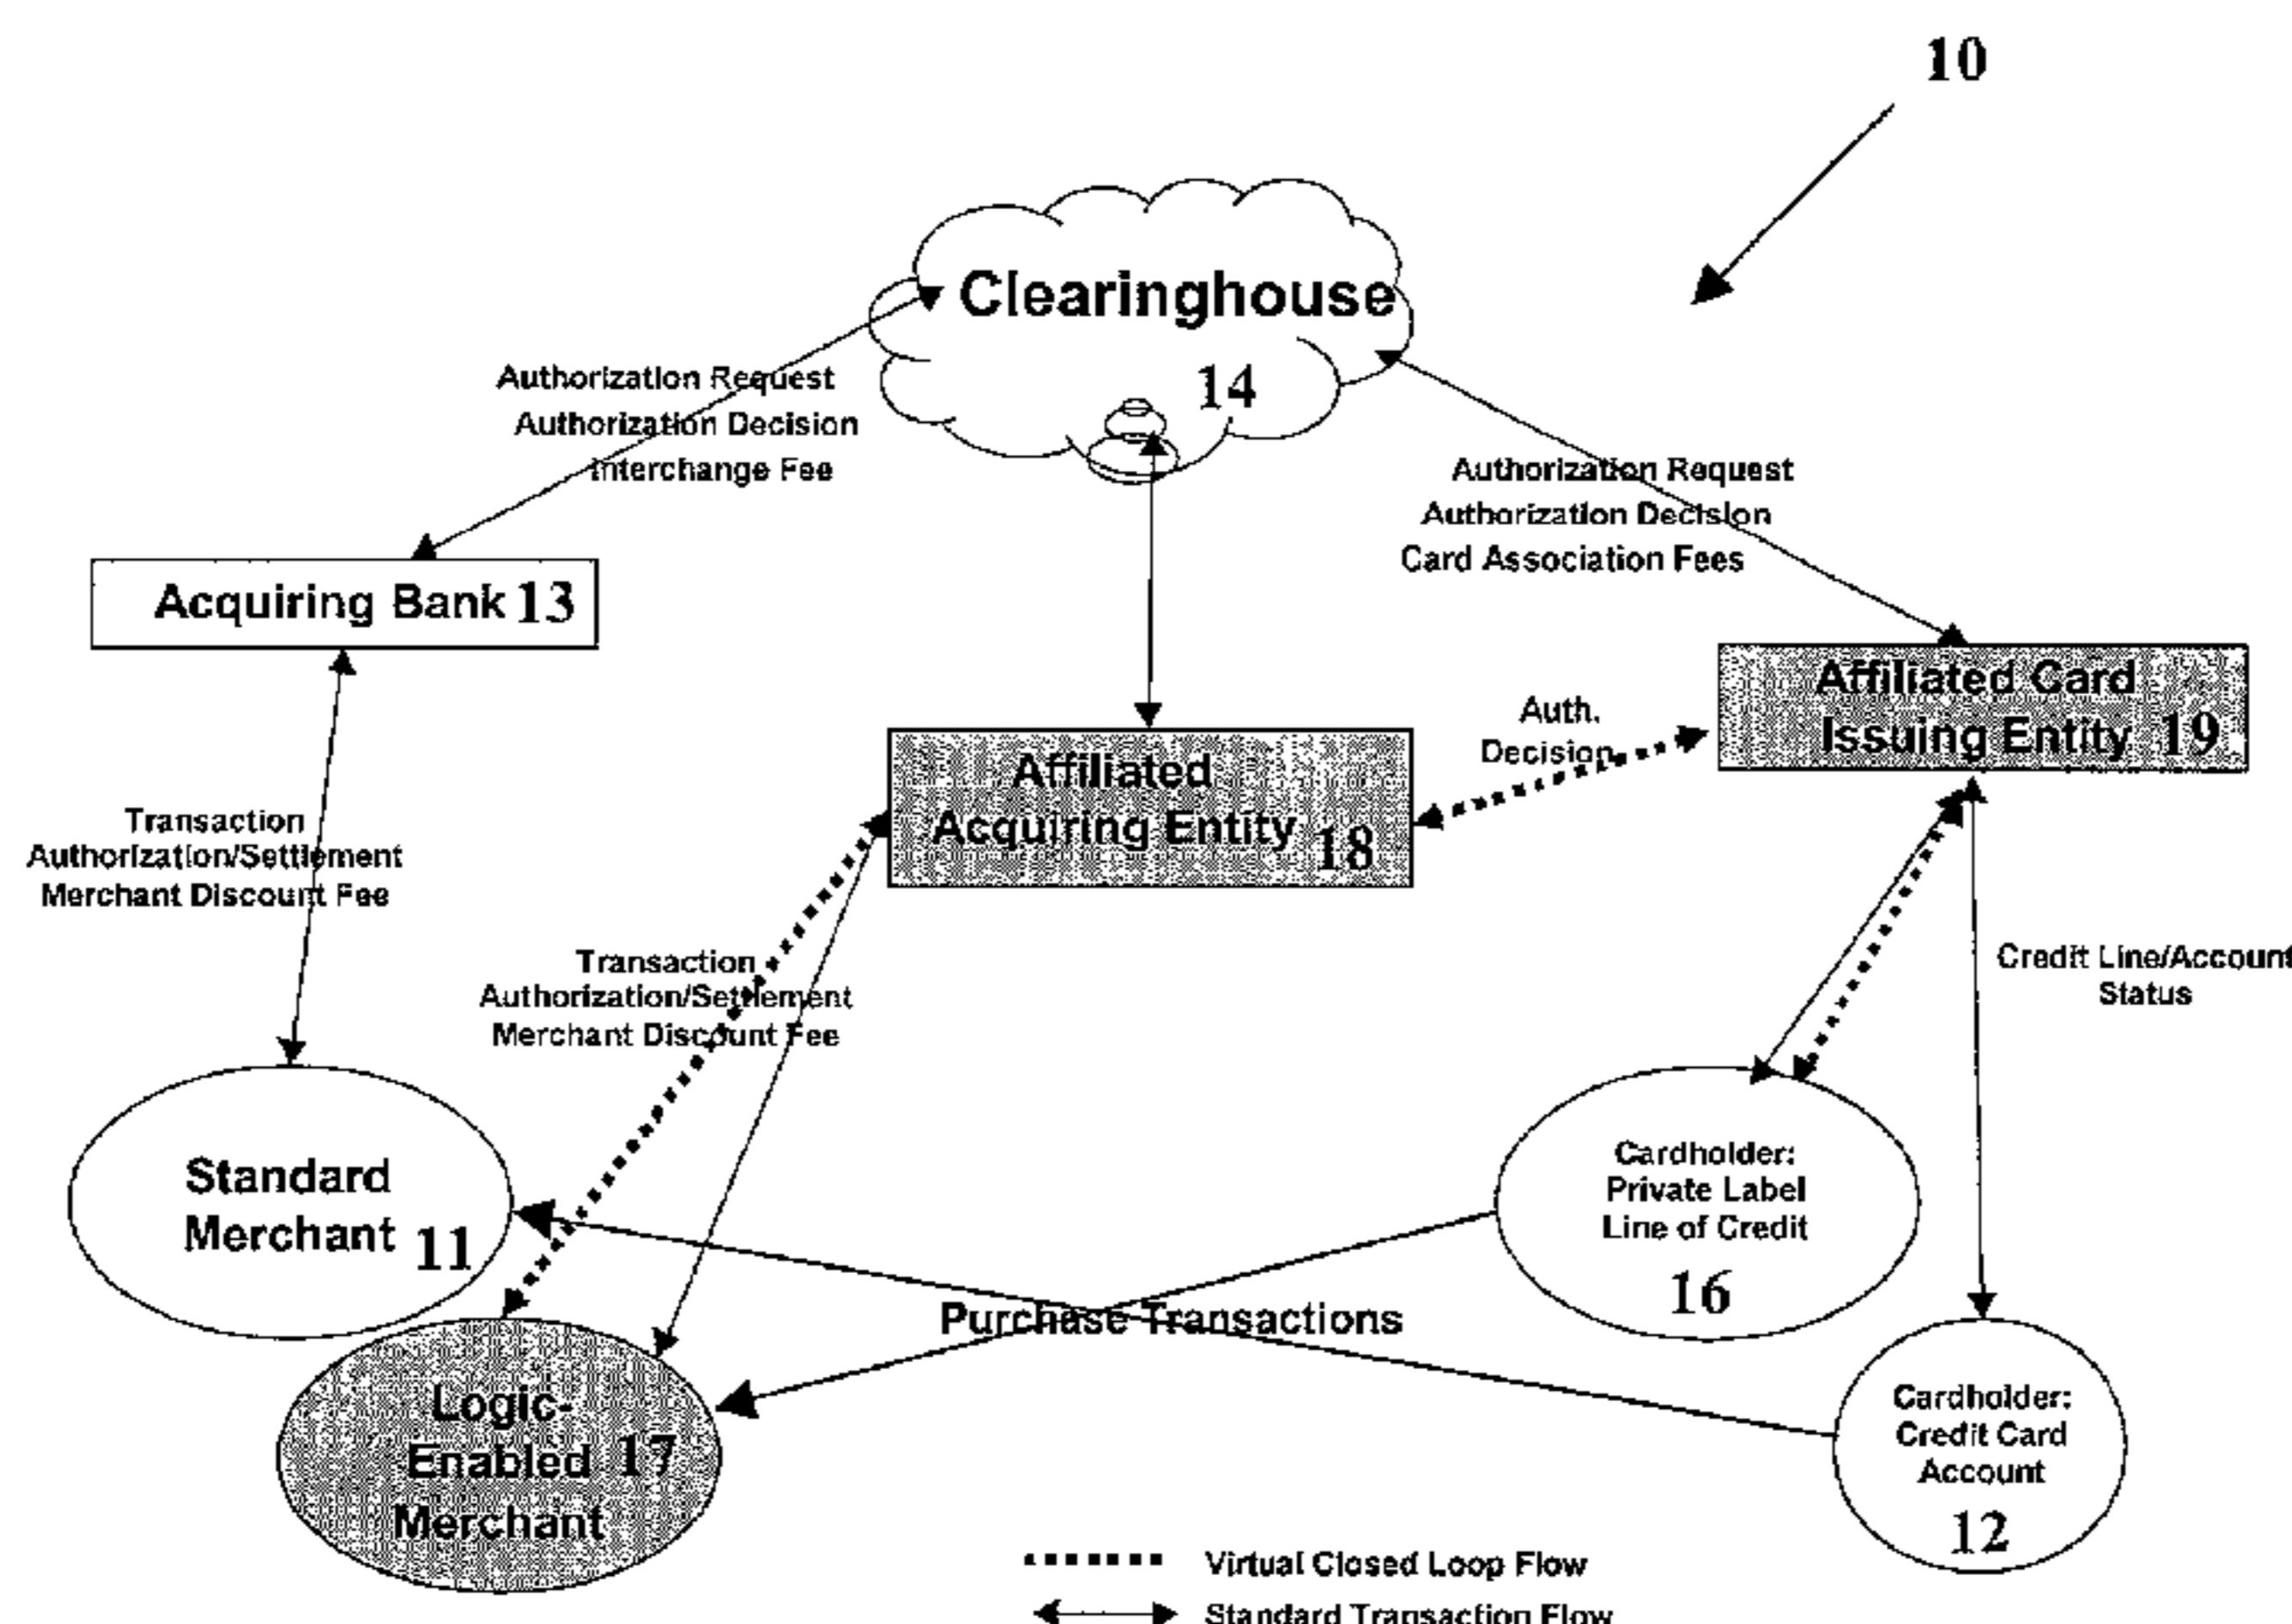 10
Clearinghouse
14
Authorization Request
Authorization Decision
Interchange Fee
Authorization Request
Authorization Decision
Card Association Fees
Acquiring Bank 13
Affiliated Card
Issuing Entity 19
Auth.
Decision
Affiliated
Acquiring Entity 18
Transaction
Authorization/Settlement
Merchant Discount Fee
Transaction
Authorization/Settlement
Merchant Discount Fee
Credit Line/Account
Status
Standard
Merchant 11
Cardholder:
Private Label
Line of Credit
16
Purchase Transactions
Logic-
Enabled 17
Merchant
Cardholder:
Credit Card
Account
12
Virtual Closed Loop Flow
Standard Transaction Flow